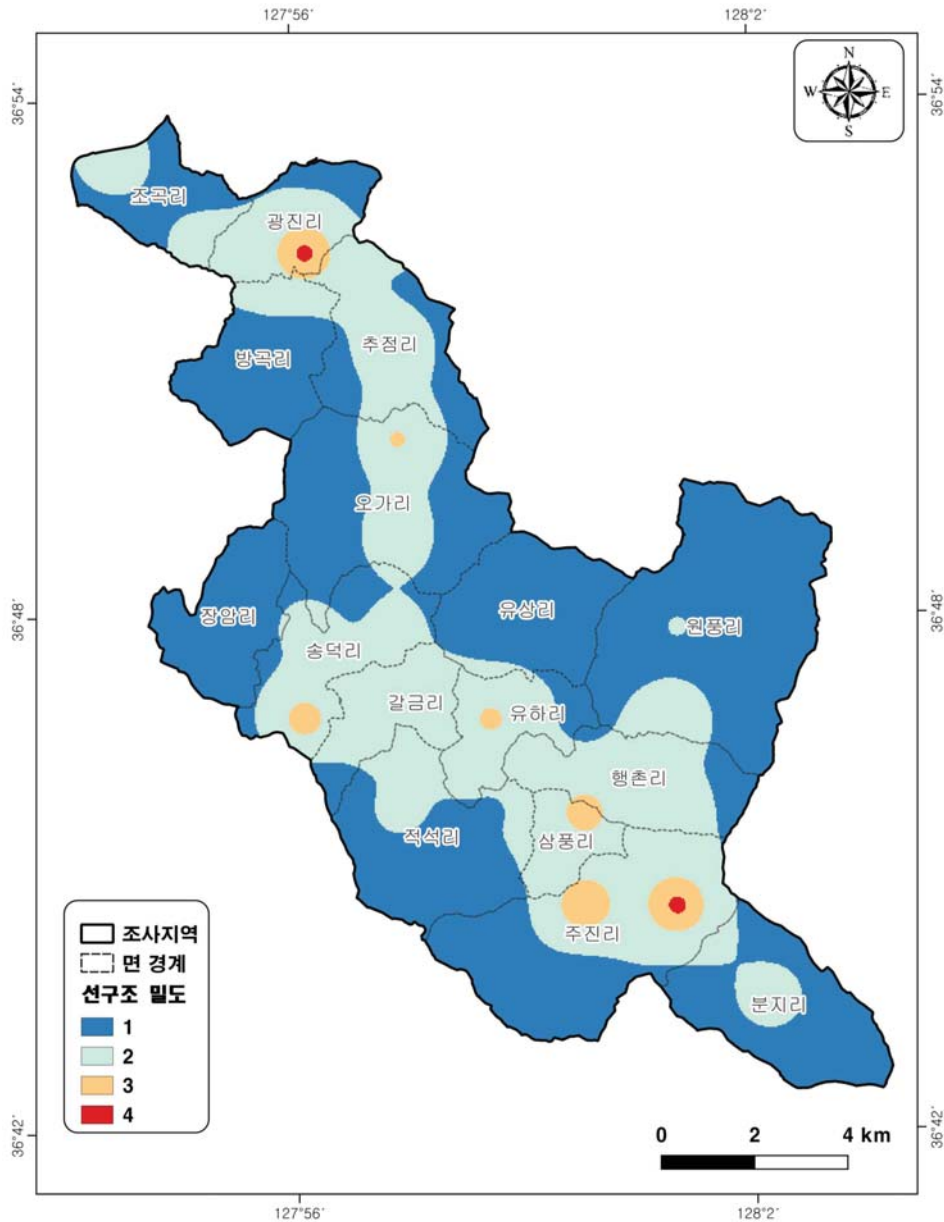 127°56´ 128°2´
36°54´ 36°54´
N
W E
S
조곡리
광진리
추점리
방곡리
오가리
장암리
유상리
36°48´ 36°48´
원풍리
송덕리
갈금리
유하리
행촌리
적석리
삼풍리
주진리
분지리
조사지역
면 경계
선구조 밀도
1
2
3
4
36°42´ 36°42´
0 2 4 km
127°56´ 128°2´